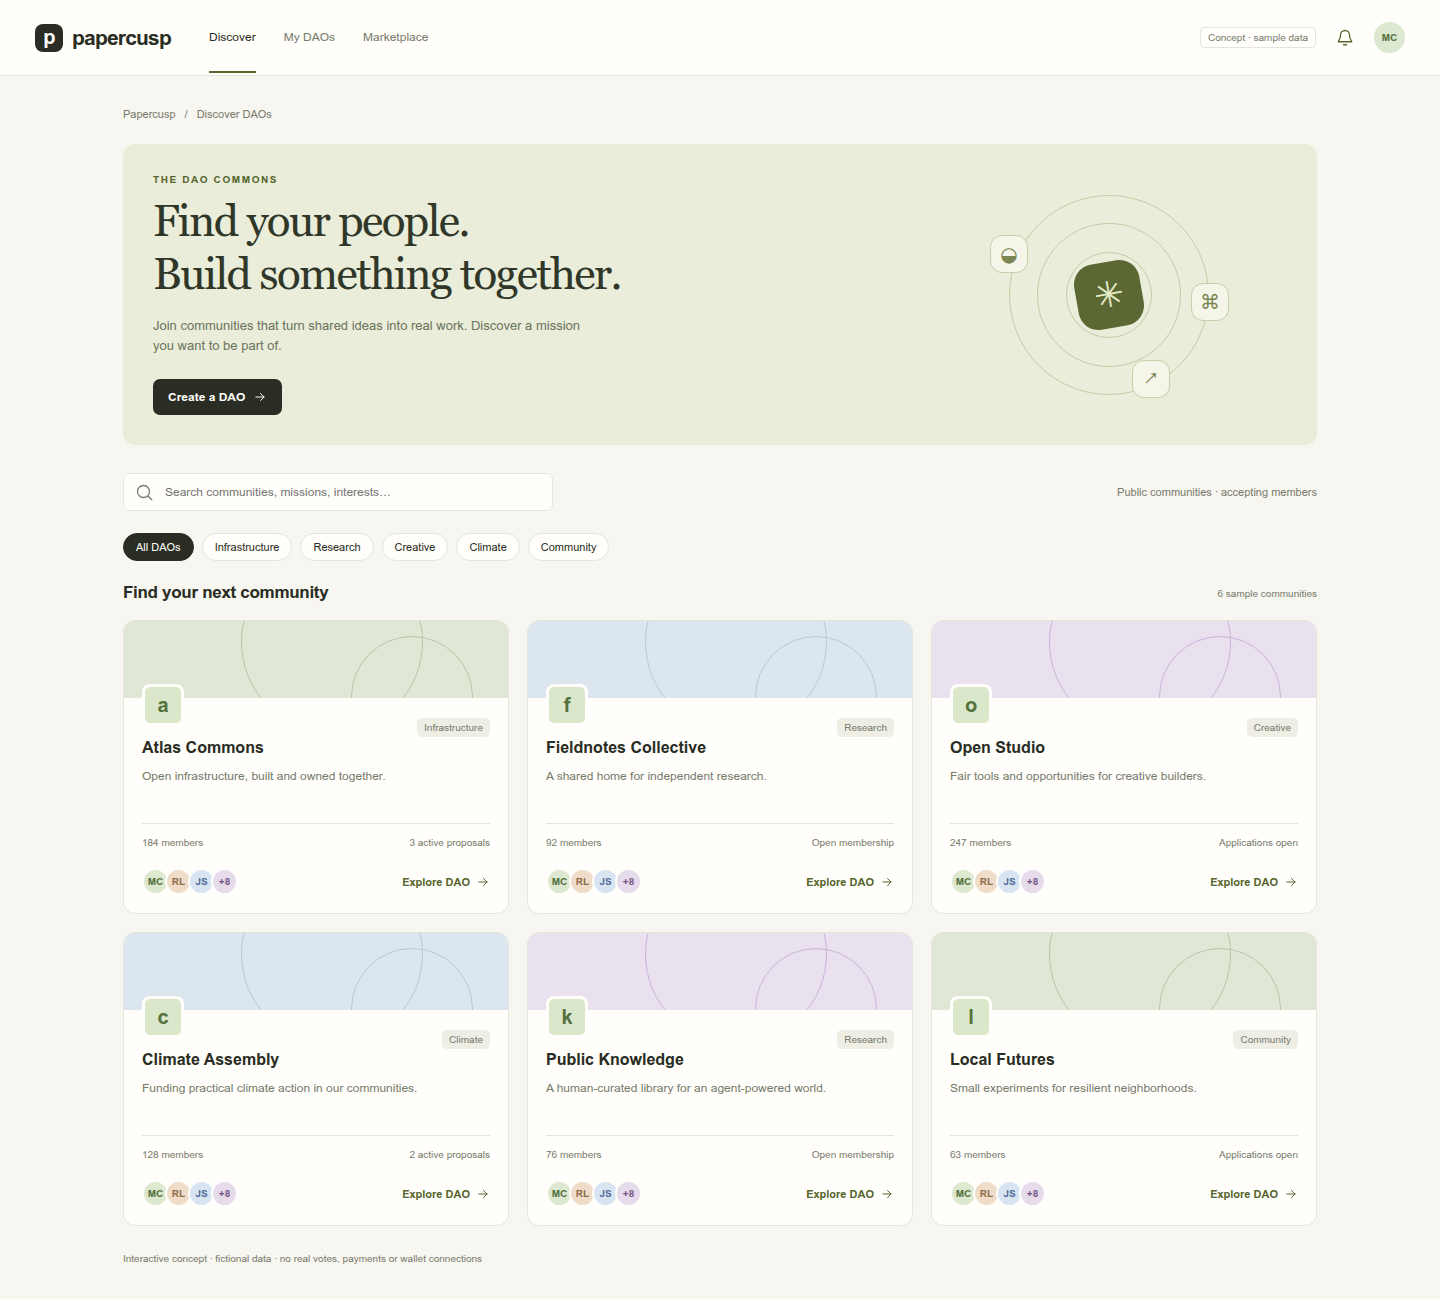 p papercusp
Discover
My DAOs
Marketplace
Concept · sample data
MC
Papercusp / Discover DAOs
THE DAO COMMONS
Find your people.
Build something together.
Join communities that turn shared ideas into real work. Discover a mission
you want to be part of.
Create a DAO →
Search communities, missions, interests…
Public communities · accepting members
All DAOs
Infrastructure
Research
Creative
Climate
Community
Find your next community
6 sample communities
a
Infrastructure
Atlas Commons
Open infrastructure, built and owned together.
184 members
3 active proposals
MC RL JS +8
Explore DAO →
f
Research
Fieldnotes Collective
A shared home for independent research.
92 members
Open membership
MC RL JS +8
Explore DAO →
o
Creative
Open Studio
Fair tools and opportunities for creative builders.
247 members
Applications open
MC RL JS +8
Explore DAO →
c
Climate
Climate Assembly
Funding practical climate action in our communities.
128 members
2 active proposals
MC RL JS +8
Explore DAO →
k
Research
Public Knowledge
A human-curated library for an agent-powered world.
76 members
Open membership
MC RL JS +8
Explore DAO →
l
Community
Local Futures
Small experiments for resilient neighborhoods.
63 members
Applications open
MC RL JS +8
Explore DAO →
Interactive concept · fictional data · no real votes, payments or wallet connections